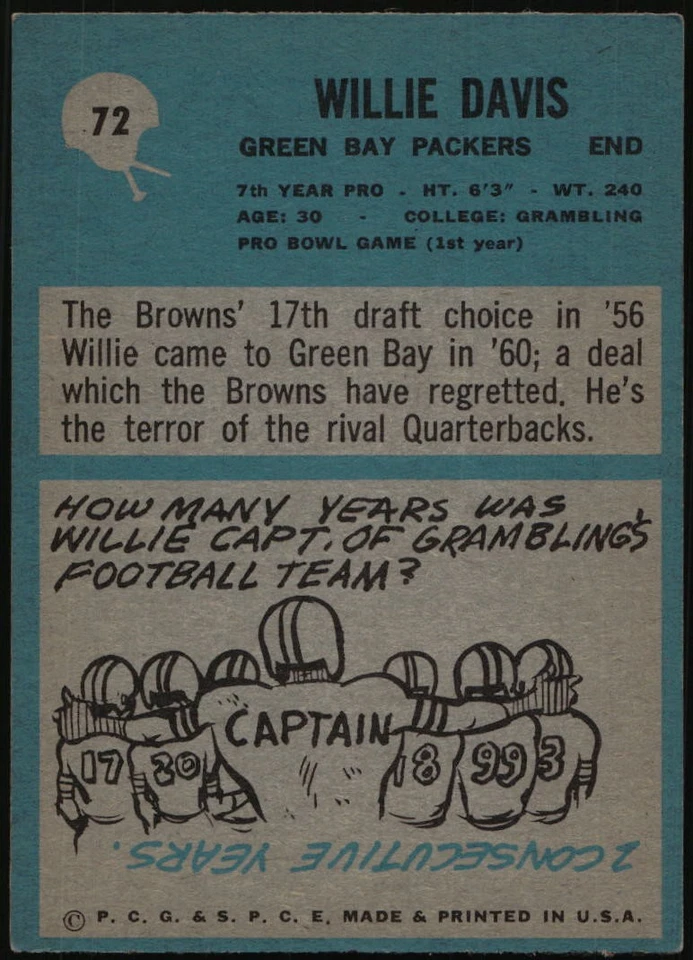 72
WILLIE DAVIS
GREEN BAY PACKERS END
7th YEAR PRO - HT. 6'3" - WT. 240
AGE: 30 - COLLEGE: GRAMBLING
PRO BOWL GAME (1st year)
The Browns' 17th draft choice in '56
Willie came to Green Bay in '60; a deal
which the Browns have regretted. He's
the terror of the rival Quarterbacks.
HOW MANY YEARS WAS
WILLIE CAPT. OF GRAMBLING'S
FOOTBALL TEAM?
CAPTAIN
17 20 18 99 3
2 CONSECUTIVE YEARS.
© P. C. G. & S. P. C. E. MADE & PRINTED IN U.S.A.